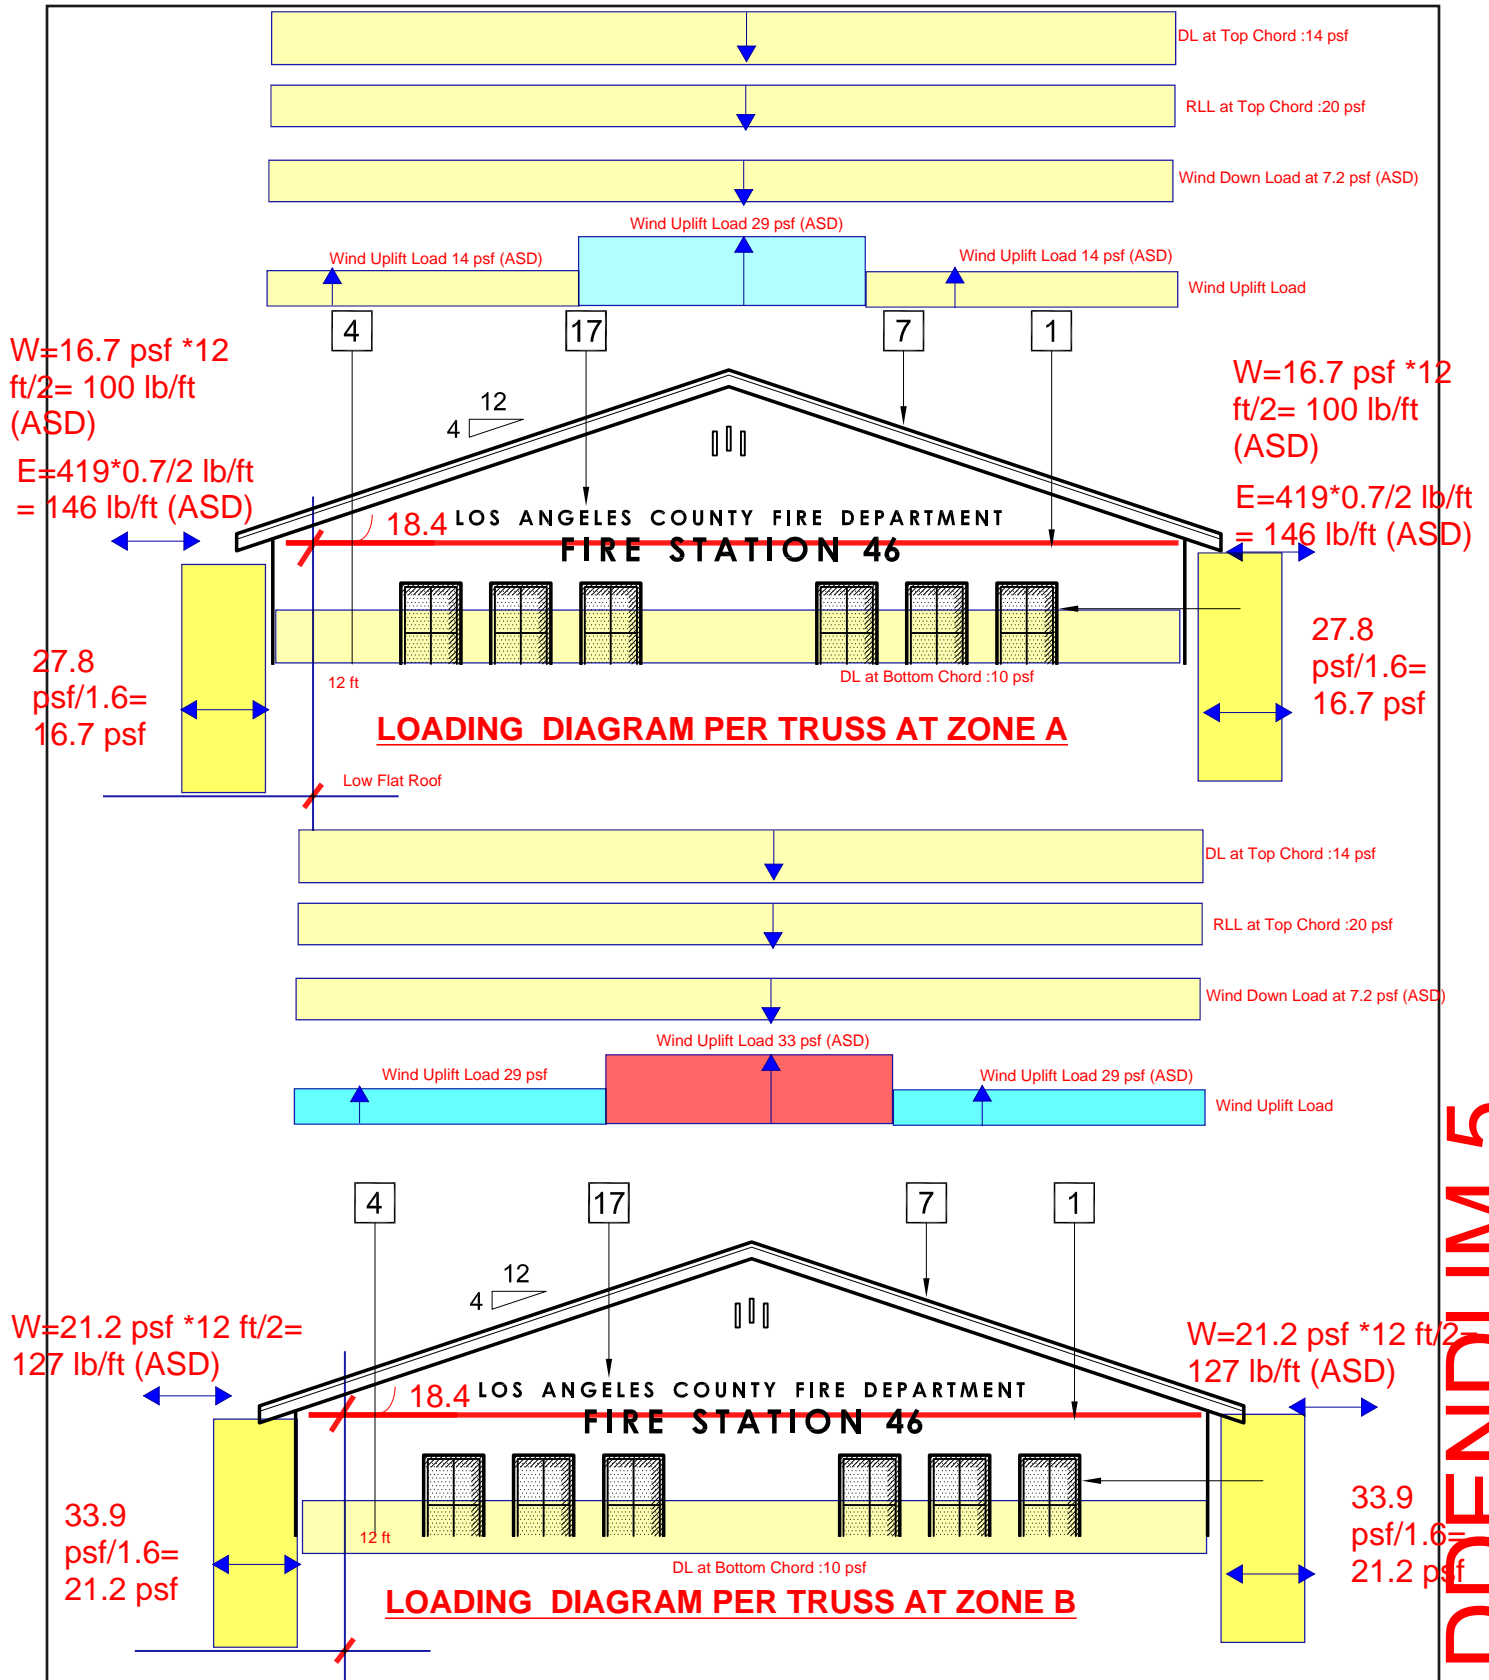 DL at Top Chord :14 psf
RLL at Top Chord :20 psf
Wind Down Load at 7.2 psf (ASD)
Wind Uplift Load 29 psf (ASD)
Wind Uplift Load 14 psf (ASD)
Wind Uplift Load 14 psf (ASD)
Wind Uplift Load
4
17
7
1
W=16.7 psf *12
ft/2= 100 lb/ft
(ASD)
E=419*0.7/2 lb/ft
= 146 lb/ft (ASD)
W=16.7 psf *12
ft/2= 100 lb/ft
(ASD)
E=419*0.7/2 lb/ft
= 146 lb/ft (ASD)
12
4
18.4
LOS ANGELES COUNTY FIRE DEPARTMENT
FIRE STATION 46
27.8
psf/1.6=
16.7 psf
27.8
psf/1.6=
16.7 psf
12 ft
DL at Bottom Chord :10 psf
LOADING DIAGRAM PER TRUSS AT ZONE A
Low Flat Roof
DL at Top Chord :14 psf
RLL at Top Chord :20 psf
Wind Down Load at 7.2 psf (ASD)
Wind Uplift Load 33 psf (ASD)
Wind Uplift Load 29 psf
Wind Uplift Load 29 psf (ASD)
Wind Uplift Load
4
17
7
1
12
4
W=21.2 psf *12 ft/2=
127 lb/ft (ASD)
W=21.2 psf *12 ft/2=
127 lb/ft (ASD)
18.4
LOS ANGELES COUNTY FIRE DEPARTMENT
FIRE STATION 46
33.9
psf/1.6=
21.2 psf
33.9
psf/1.6=
21.2 psf
12 ft
DL at Bottom Chord :10 psf
LOADING DIAGRAM PER TRUSS AT ZONE B